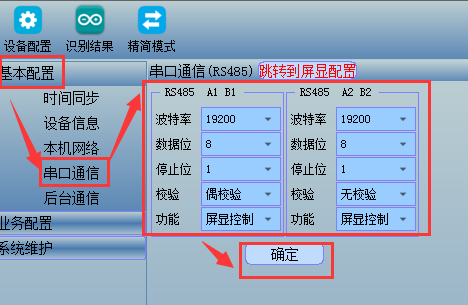 设备配置 识别结果 精简模式
基本配置
时间同步
设备信息
本机网络
串口通信
后台通信
业务配置
系统维护
串口通信(RS485) 跳转到屏显配置
RS485 A1 B1
波特率 19200
数据位 8
停止位 1
校验 偶校验
功能 屏显控制
RS485 A2 B2
波特率 19200
数据位 8
停止位 1
校验 无校验
功能 屏显控制
确定